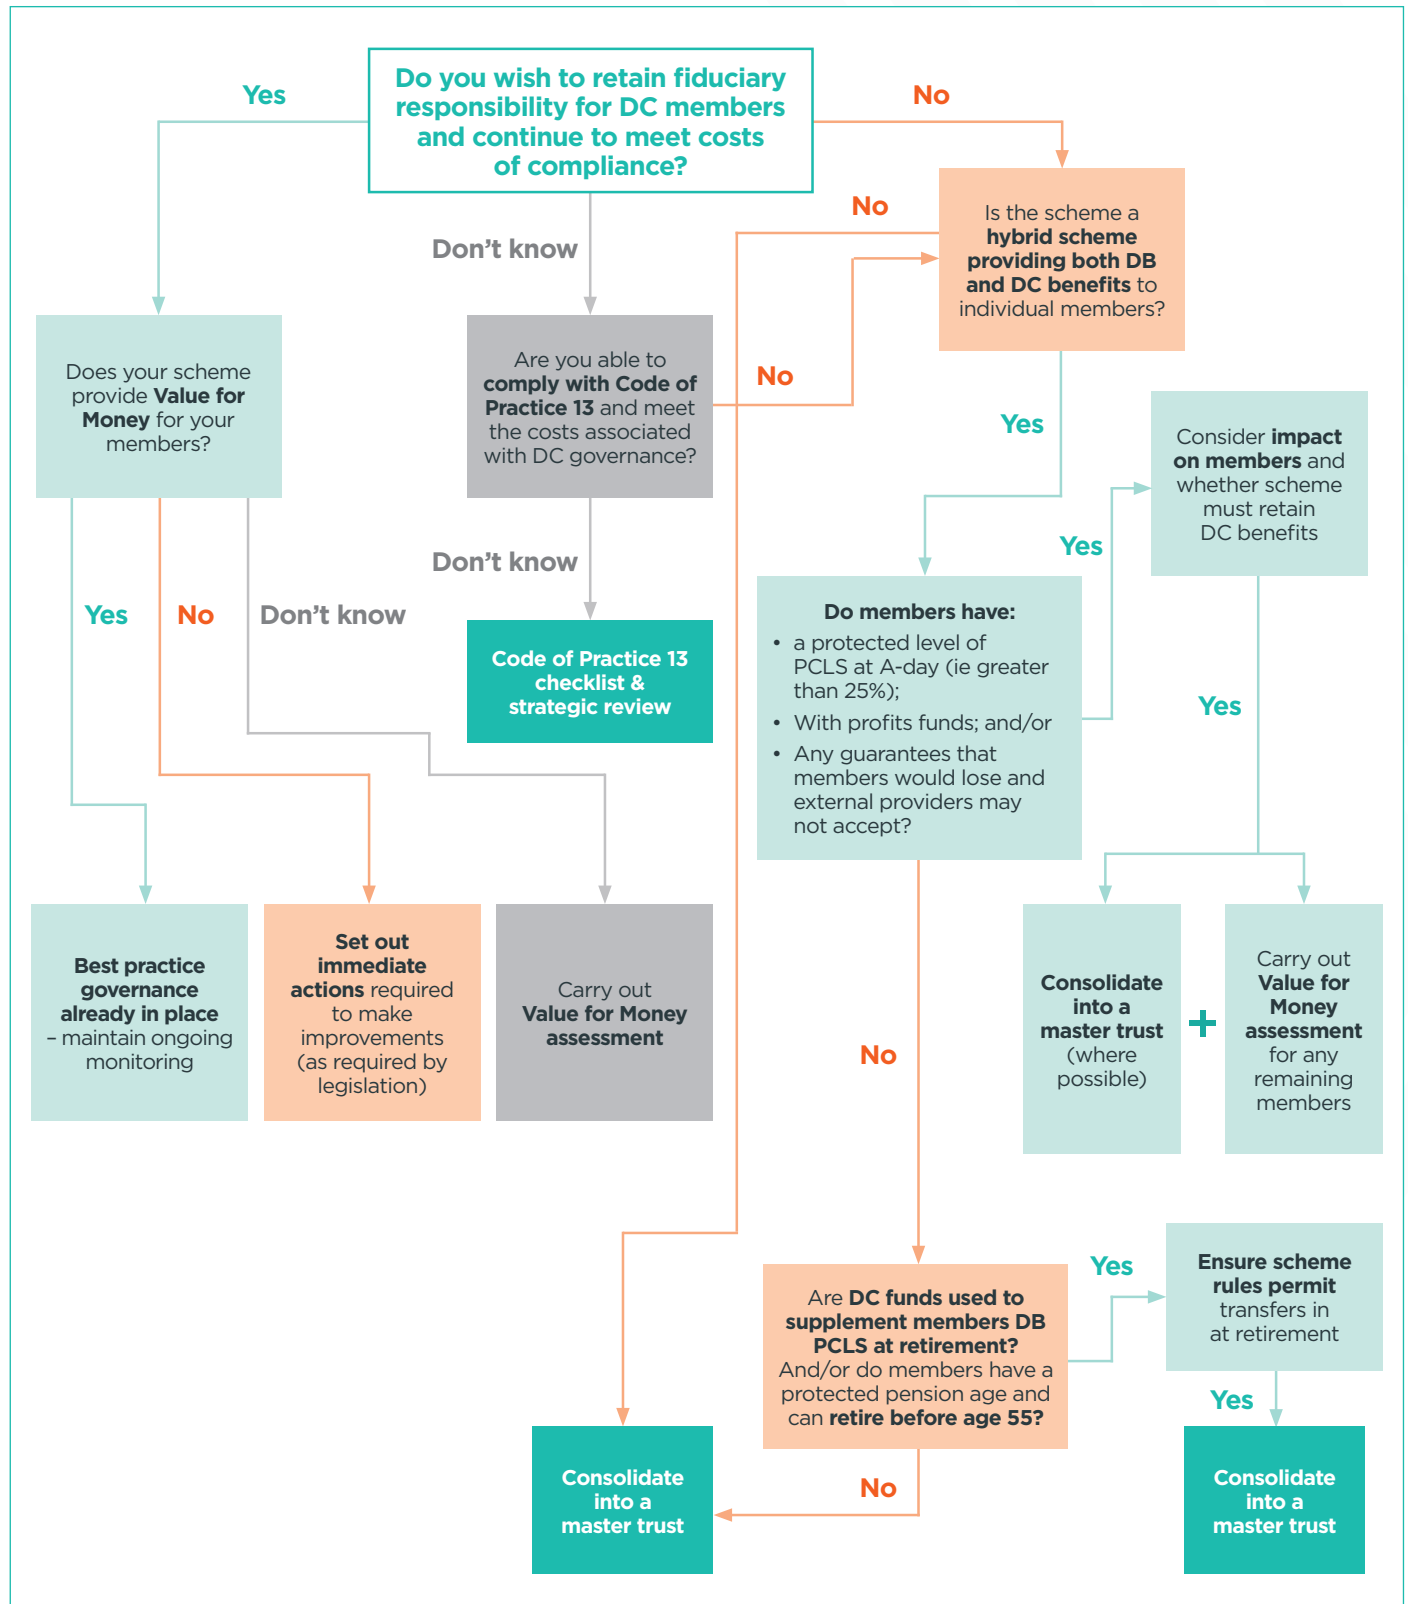 Do you wish to retain fiduciary
responsibility for DC members
and continue to meet costs
of compliance?
Yes
No
Don't know
Is the scheme a
hybrid scheme
providing both DB
and DC benefits to
individual members?
No
Does your scheme
provide Value for
Money for your
members?
Are you able to
comply with Code of
Practice 13 and meet
the costs associated
with DC governance?
No
Yes
Consider impact
on members and
whether scheme
must retain
DC benefits
Yes
No
Don't know
Don't know
Code of Practice 13
checklist &
strategic review
Do members have:
• a protected level of
PCLS at A-day (ie greater
than 25%);
• With profits funds; and/or
• Any guarantees that
members would lose and
external providers may
not accept?
Yes
Yes
Best practice
governance
already in place
– maintain ongoing
monitoring
Set out
immediate
actions required
to make
improvements
(as required by
legislation)
Carry out
Value for Money
assessment
No
Consolidate
into a
master trust
(where
possible)
+
Carry out
Value for
Money
assessment
for any
remaining
members
Are DC funds used to
supplement members DB
PCLS at retirement?
And/or do members have a
protected pension age and
can retire before age 55?
Yes
Ensure scheme
rules permit
transfers in
at retirement
Yes
No
Consolidate
into a
master trust
Consolidate
into a
master trust